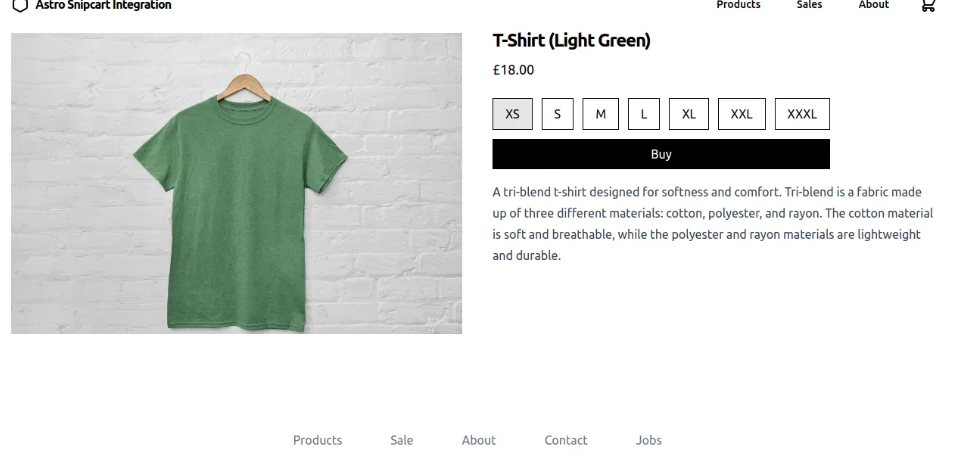 Astro Snipcart Integration
Products Sales About
T-Shirt (Light Green)
£18.00
XS S M L XL XXL XXXL
Buy
A tri-blend t-shirt designed for softness and comfort. Tri-blend is a fabric made
up of three different materials: cotton, polyester, and rayon. The cotton material
is soft and breathable, while the polyester and rayon materials are lightweight
and durable.
Products Sale About Contact Jobs